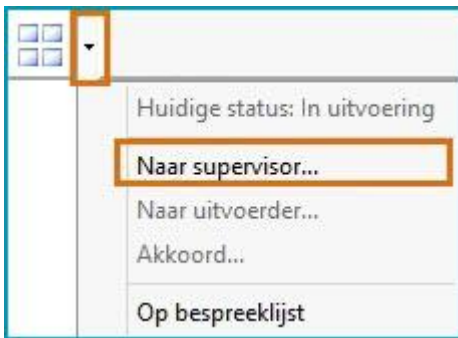 Huidige status: In uitvoering
Naar supervisor...
Naar uitvoerder...
Akkoord...
Op bespreeklijst